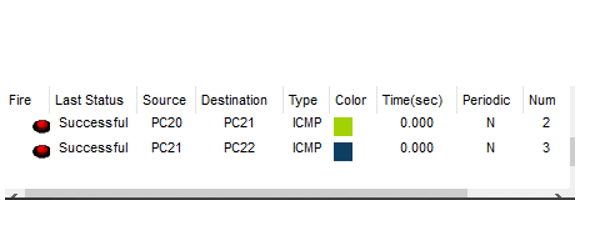 Fire Last Status Source Destination Type Color Time(sec) Periodic Num
Successful PC20 PC21 ICMP 0.000 N 2
Successful PC21 PC22 ICMP 0.000 N 3